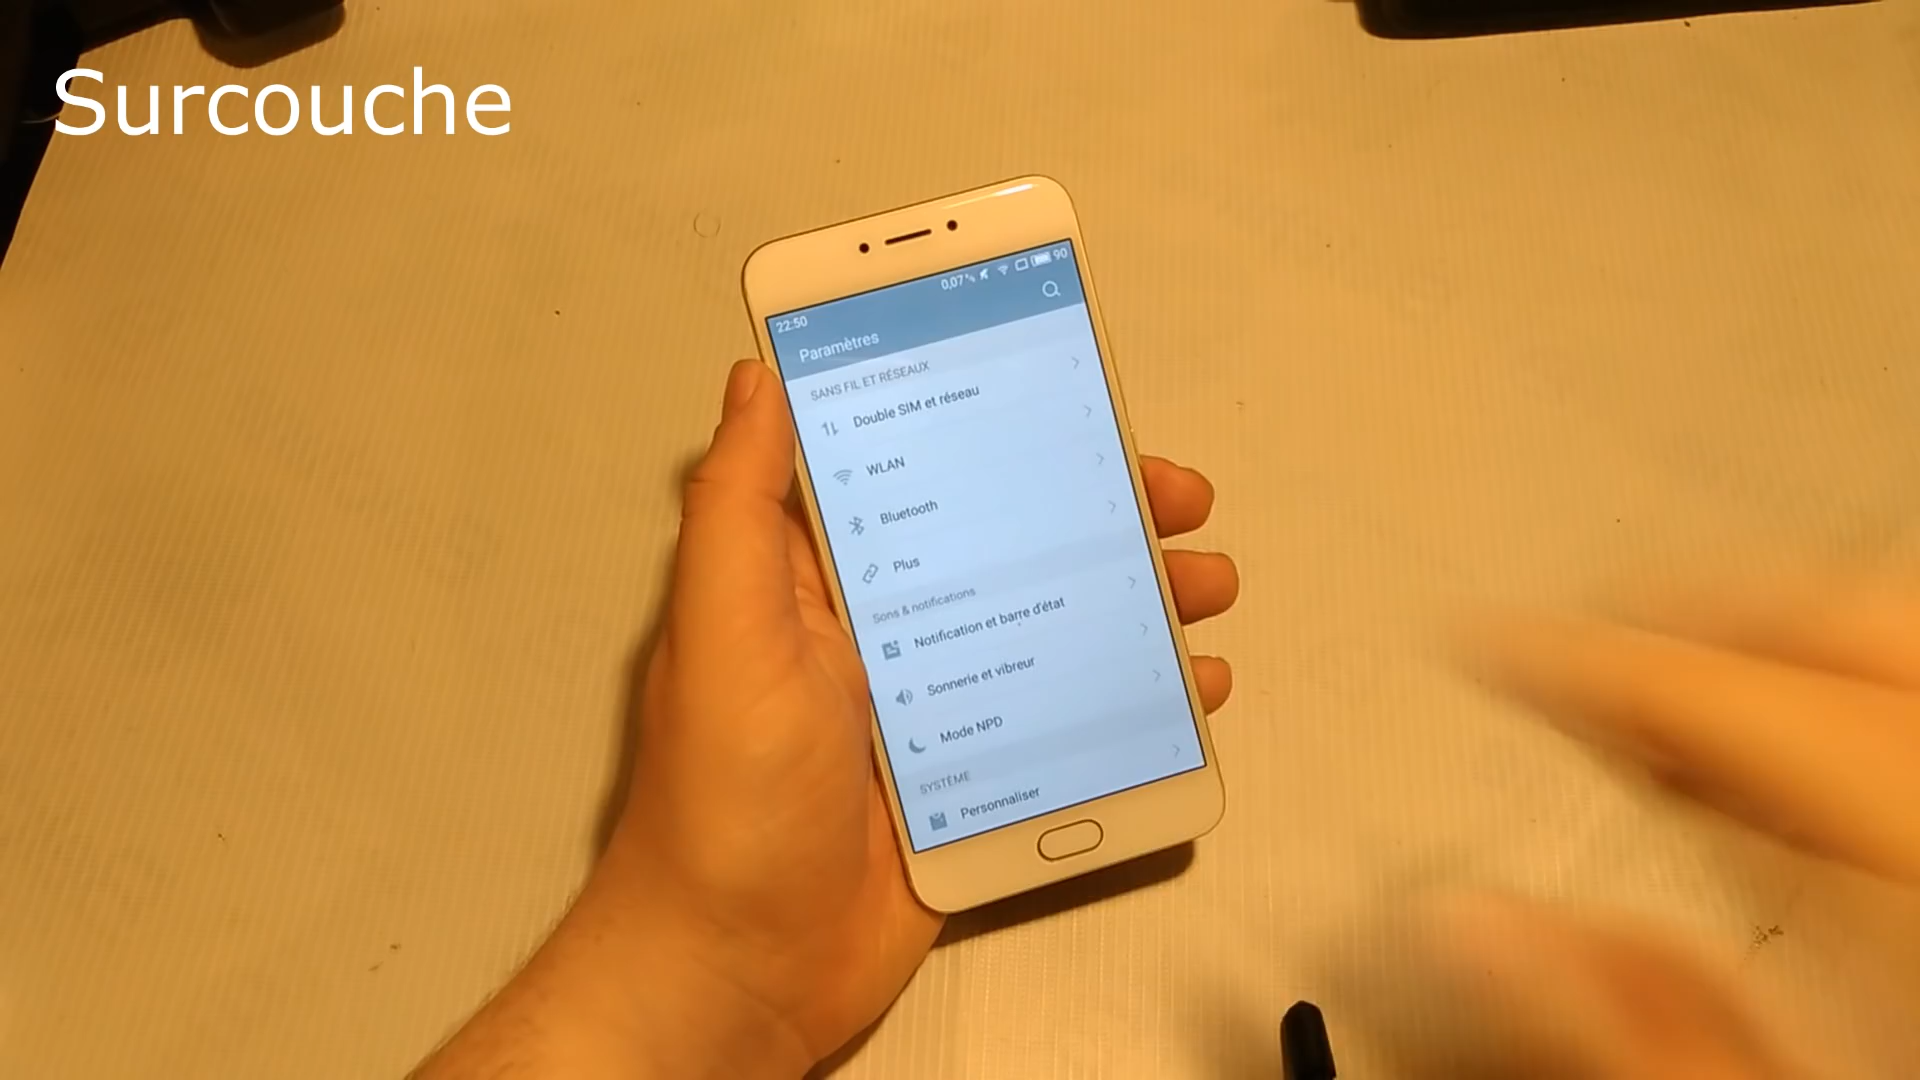 Surcouche
0,07 % 90
22:50
Paramètres
SANS FIL ET RÉSEAUX
Double SIM et réseau
WLAN
Bluetooth
Plus
Sons & notifications
Notification et barre d'état
Sonnerie et vibreur
Mode NPD
SYSTÈME
Personnaliser